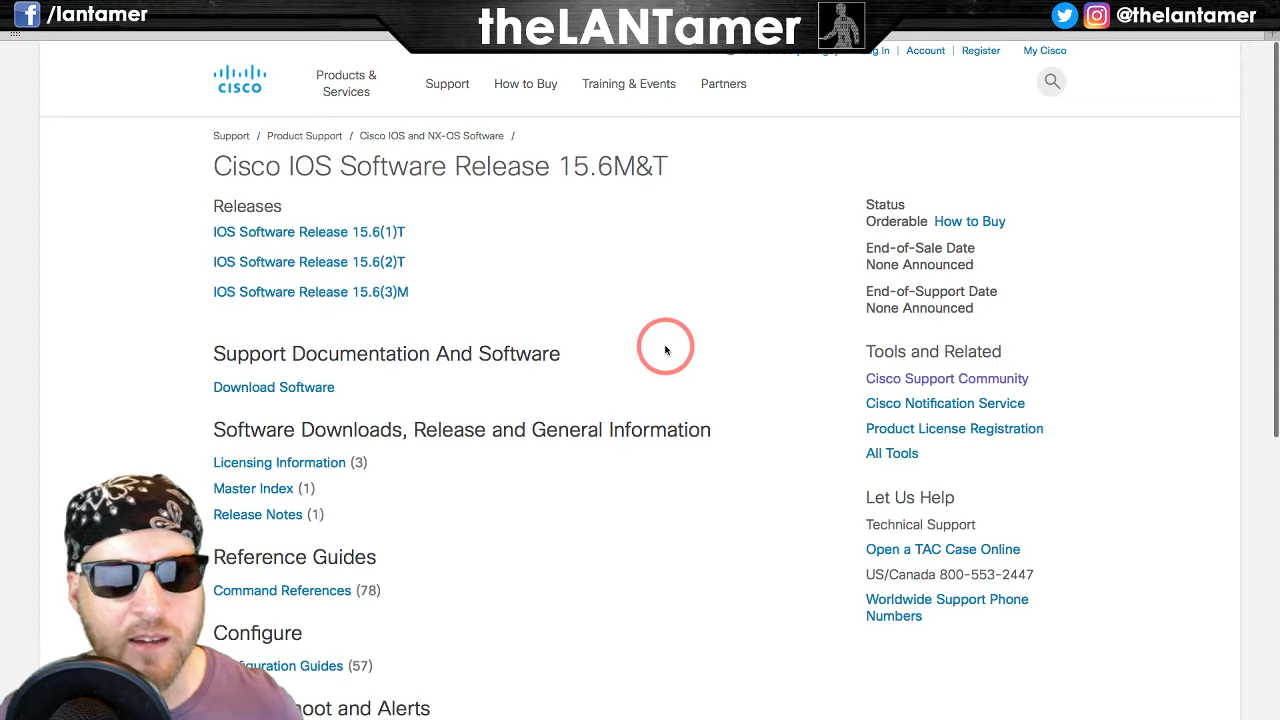 /lantamer
theLANTamer
@thelantamer
g In | Account | Register My Cisco
CISCO
Products &
Services
Support
How to Buy
Training & Events
Partners
Support / Product Support / Cisco IOS and NX-OS Software /
Cisco IOS Software Release 15.6M&T
Releases
IOS Software Release 15.6(1)T
IOS Software Release 15.6(2)T
IOS Software Release 15.6(3)M
Support Documentation And Software
Download Software
Software Downloads, Release and General Information
Licensing Information (3)
Master Index (1)
Release Notes (1)
Reference Guides
Command References (78)
Configure
guration Guides (57)
hoot and Alerts
Status
Orderable How to Buy
End-of-Sale Date
None Announced
End-of-Support Date
None Announced
Tools and Related
Cisco Support Community
Cisco Notification Service
Product License Registration
All Tools
Let Us Help
Technical Support
Open a TAC Case Online
US/Canada 800-553-2447
Worldwide Support Phone
Numbers